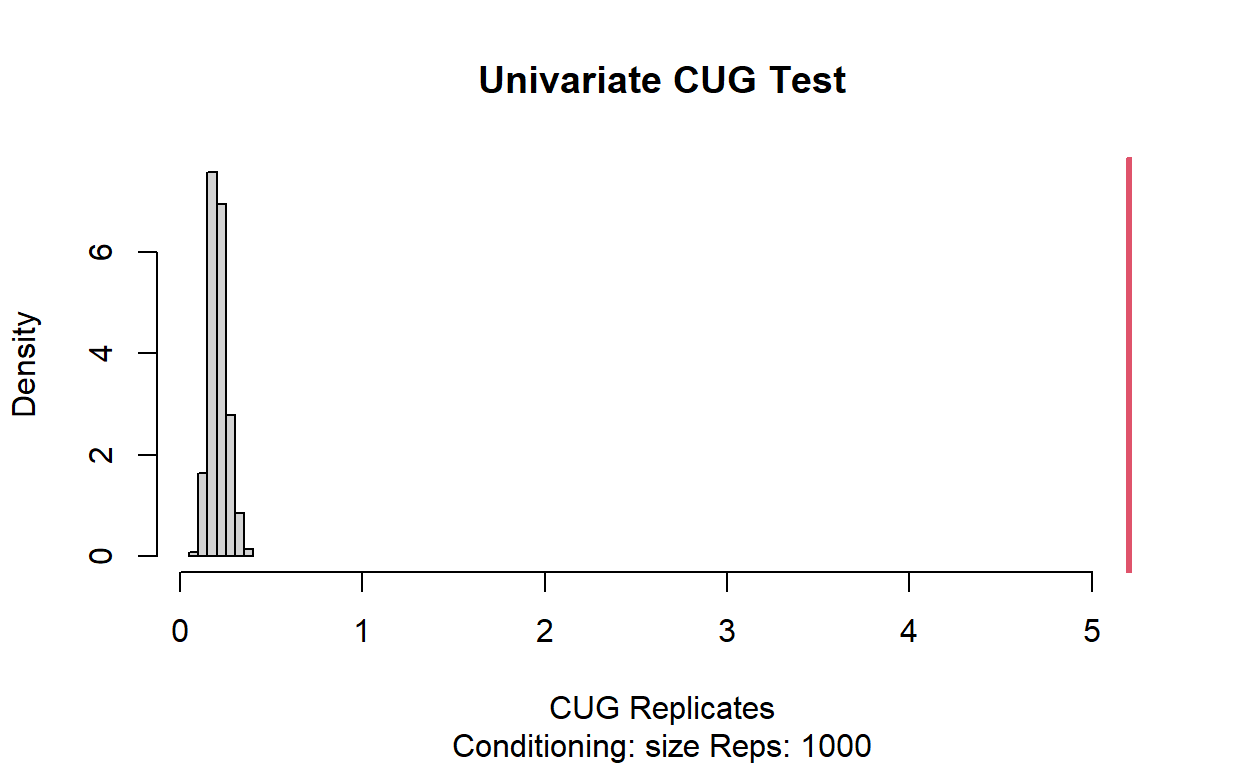 Univariate CUG Test
Density
6
4
2
0
0 1 2 3 4 5
CUG Replicates
Conditioning: size Reps: 1000